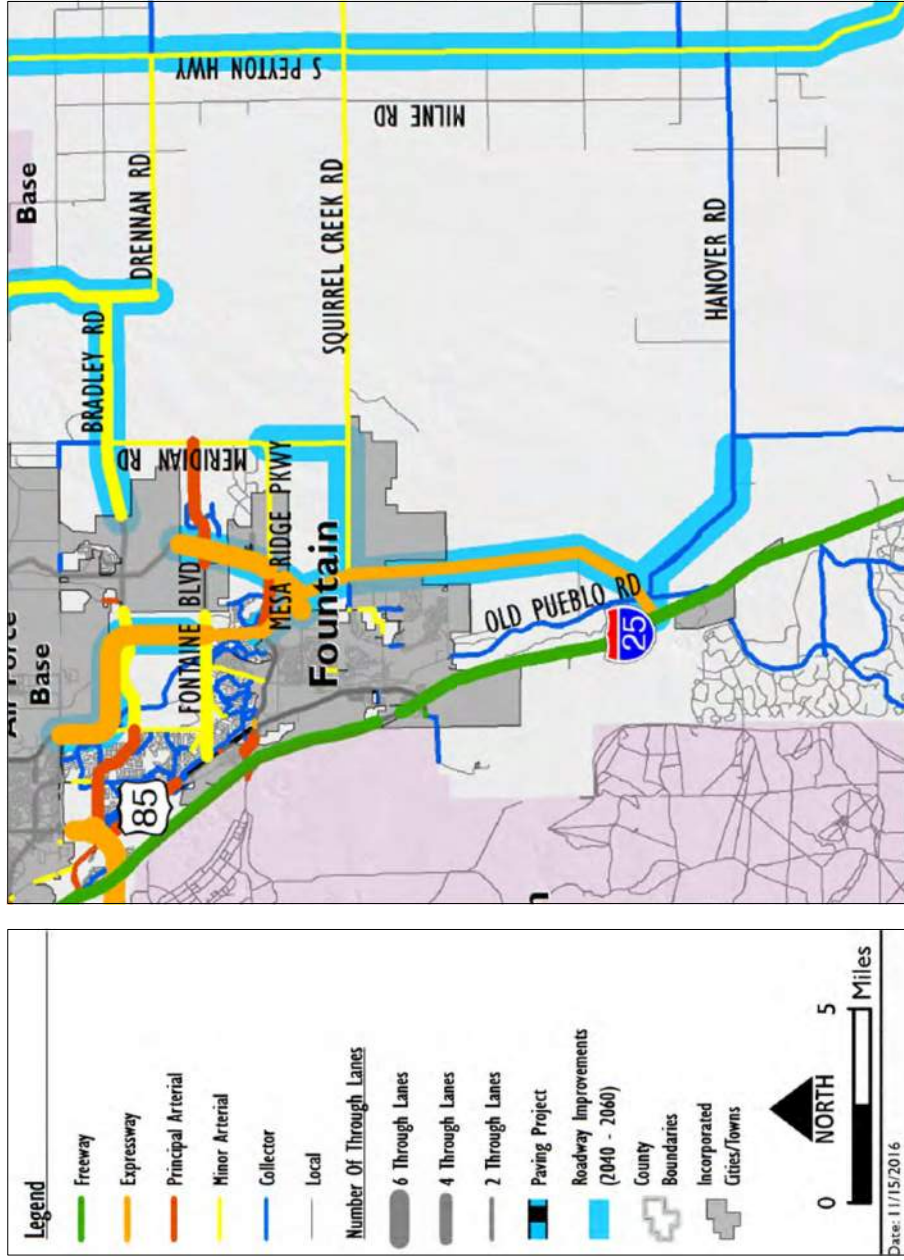 Base
S PEYTON HWY
MILNE RD
DRENNAN RD
SQUIRREL CREEK RD
HANOVER RD
BRADLEY RD
MERIDIAN RD
MESA RIDGE PKWY
Fountain
FONTAINE BLVD
OLD PUEBLO RD
Force
Base
25
85
Legend
Freeway
Expressway
Principal Arterial
Minor Arterial
Collector
Local
Number Of Through Lanes
6 Through Lanes
4 Through Lanes
2 Through Lanes
Paving Project
Roadway Improvements
(2040 - 2060)
County
Boundaries
Incorporated
Cities/Towns
NORTH
0
5
Miles
Date: 11/15/2016